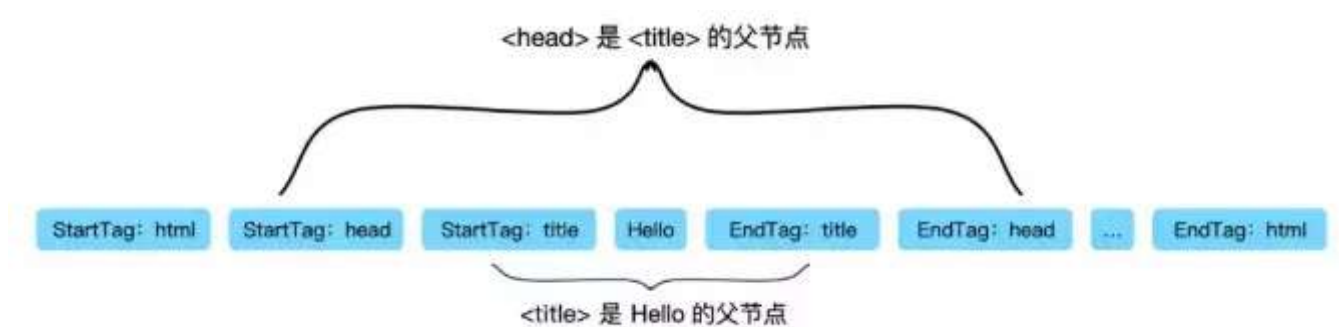 <head> 是 <title> 的父节点
StartTag：html StartTag：head StartTag：title Hello EndTag：title EndTag：head ... EndTag：html
<title> 是 Hello 的父节点